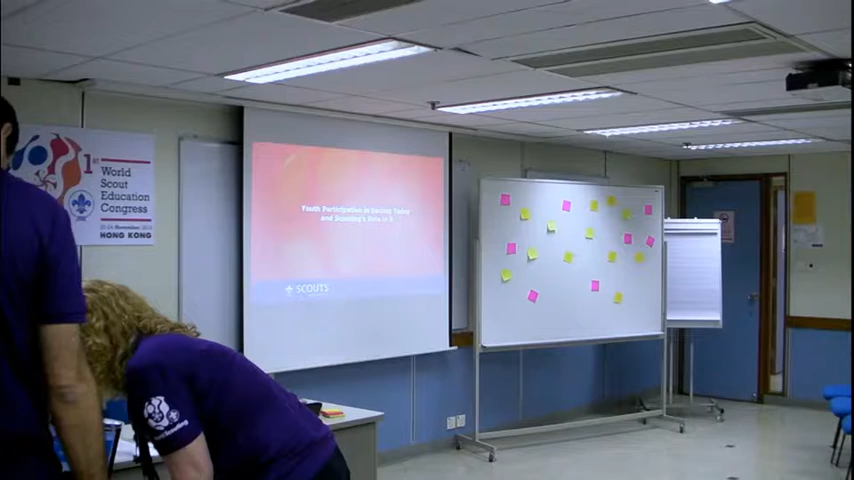 1st
World
Scout
Education
Congress
HONG KONG
Youth Participation in Society Today
and Scouting's Role in It
SCOUTS